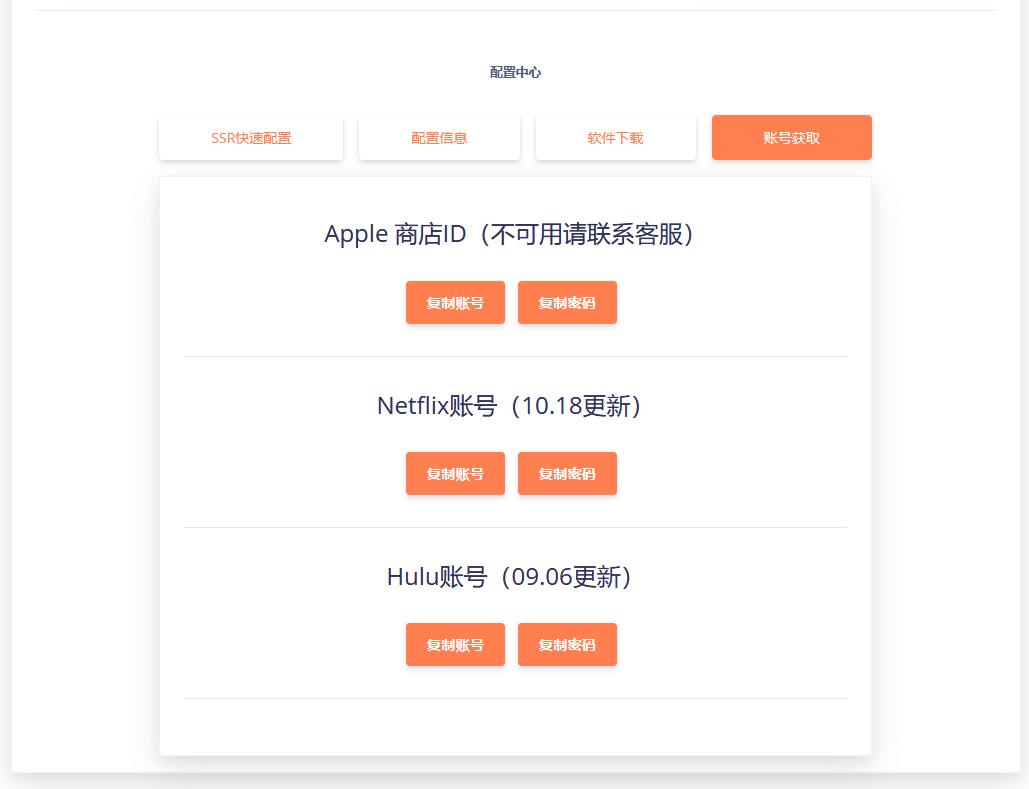 配置中心
SSR快速配置
配置信息
软件下载
账号获取
Apple 商店ID（不可用请联系客服）
复制账号
复制密码
Netflix账号（10.18更新）
复制账号
复制密码
Hulu账号（09.06更新）
复制账号
复制密码